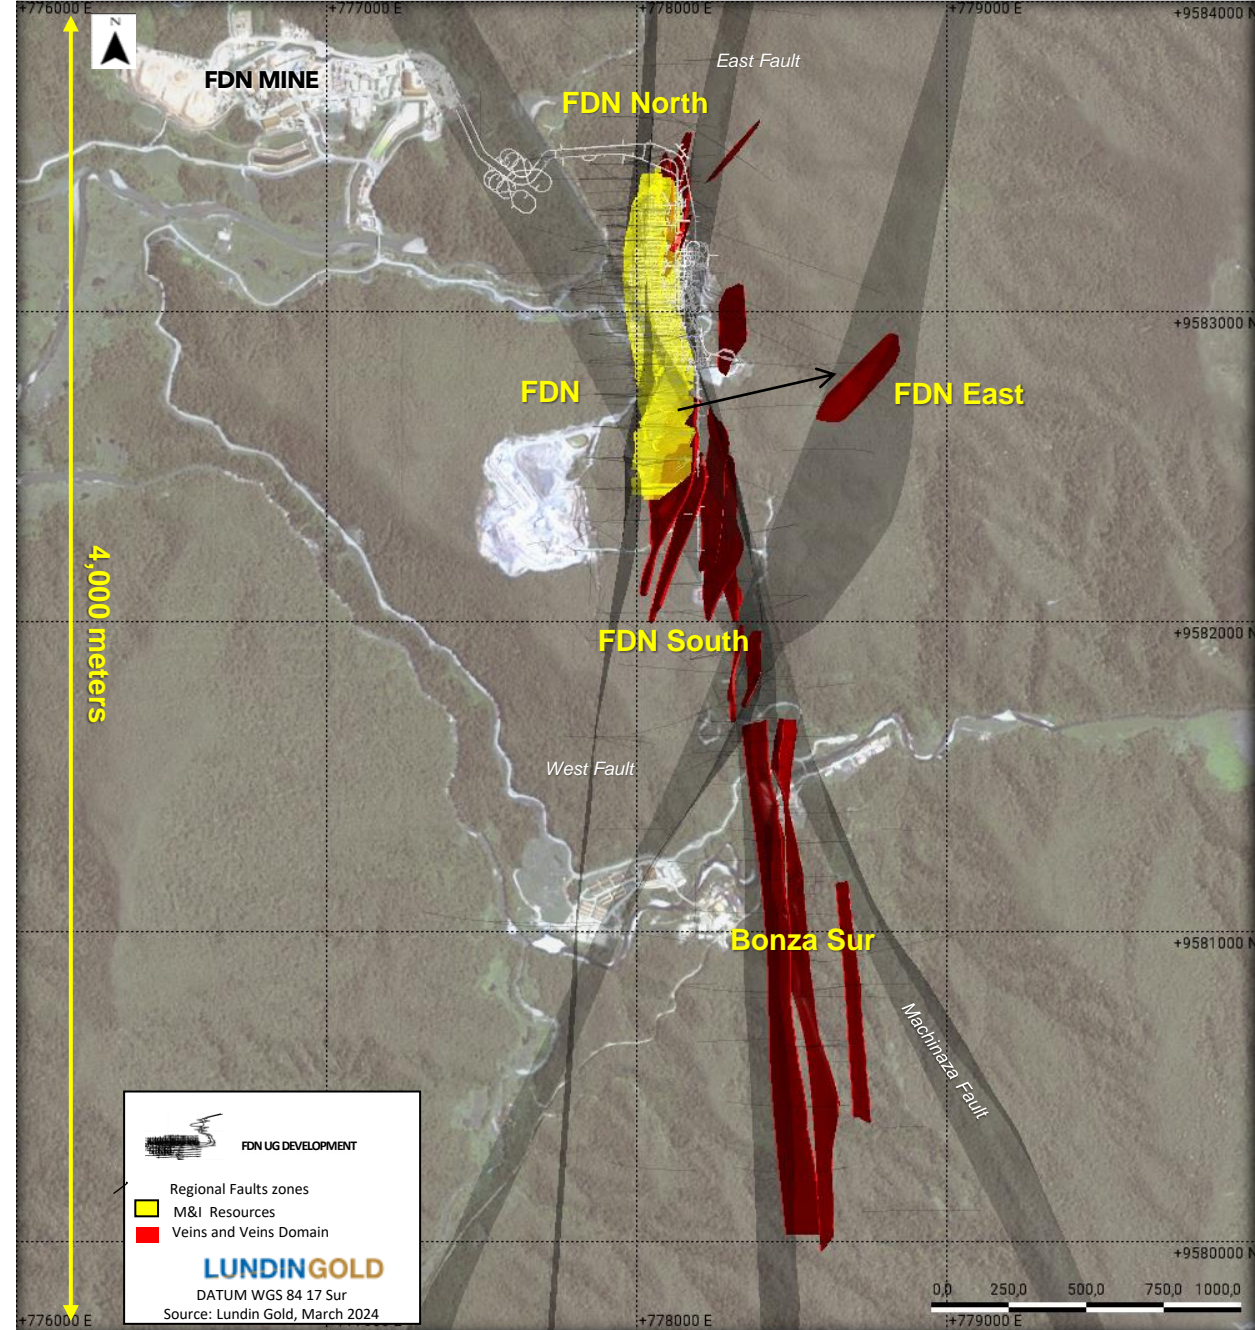 +776000 E
+777000 E
+778000 E
+779000 E
+9584000 N
N
FDN MINE
East Fault
FDN North
+9583000 N
FDN
FDN East
4,000 meters
+9582000 N
FDN South
West Fault
Bonza Sur
+9581000 N
Machinaza Fault
FDN UG DEVELOPMENT
Regional Faults zones
M&I Resources
Veins and Veins Domain
LUNDINGOLD
DATUM WGS 84 17 Sur
Source: Lundin Gold, March 2024
+9580000 N
0,0 250,0 500,0 750,0 1000,0
+776000 E
+778000 E
+779000 E